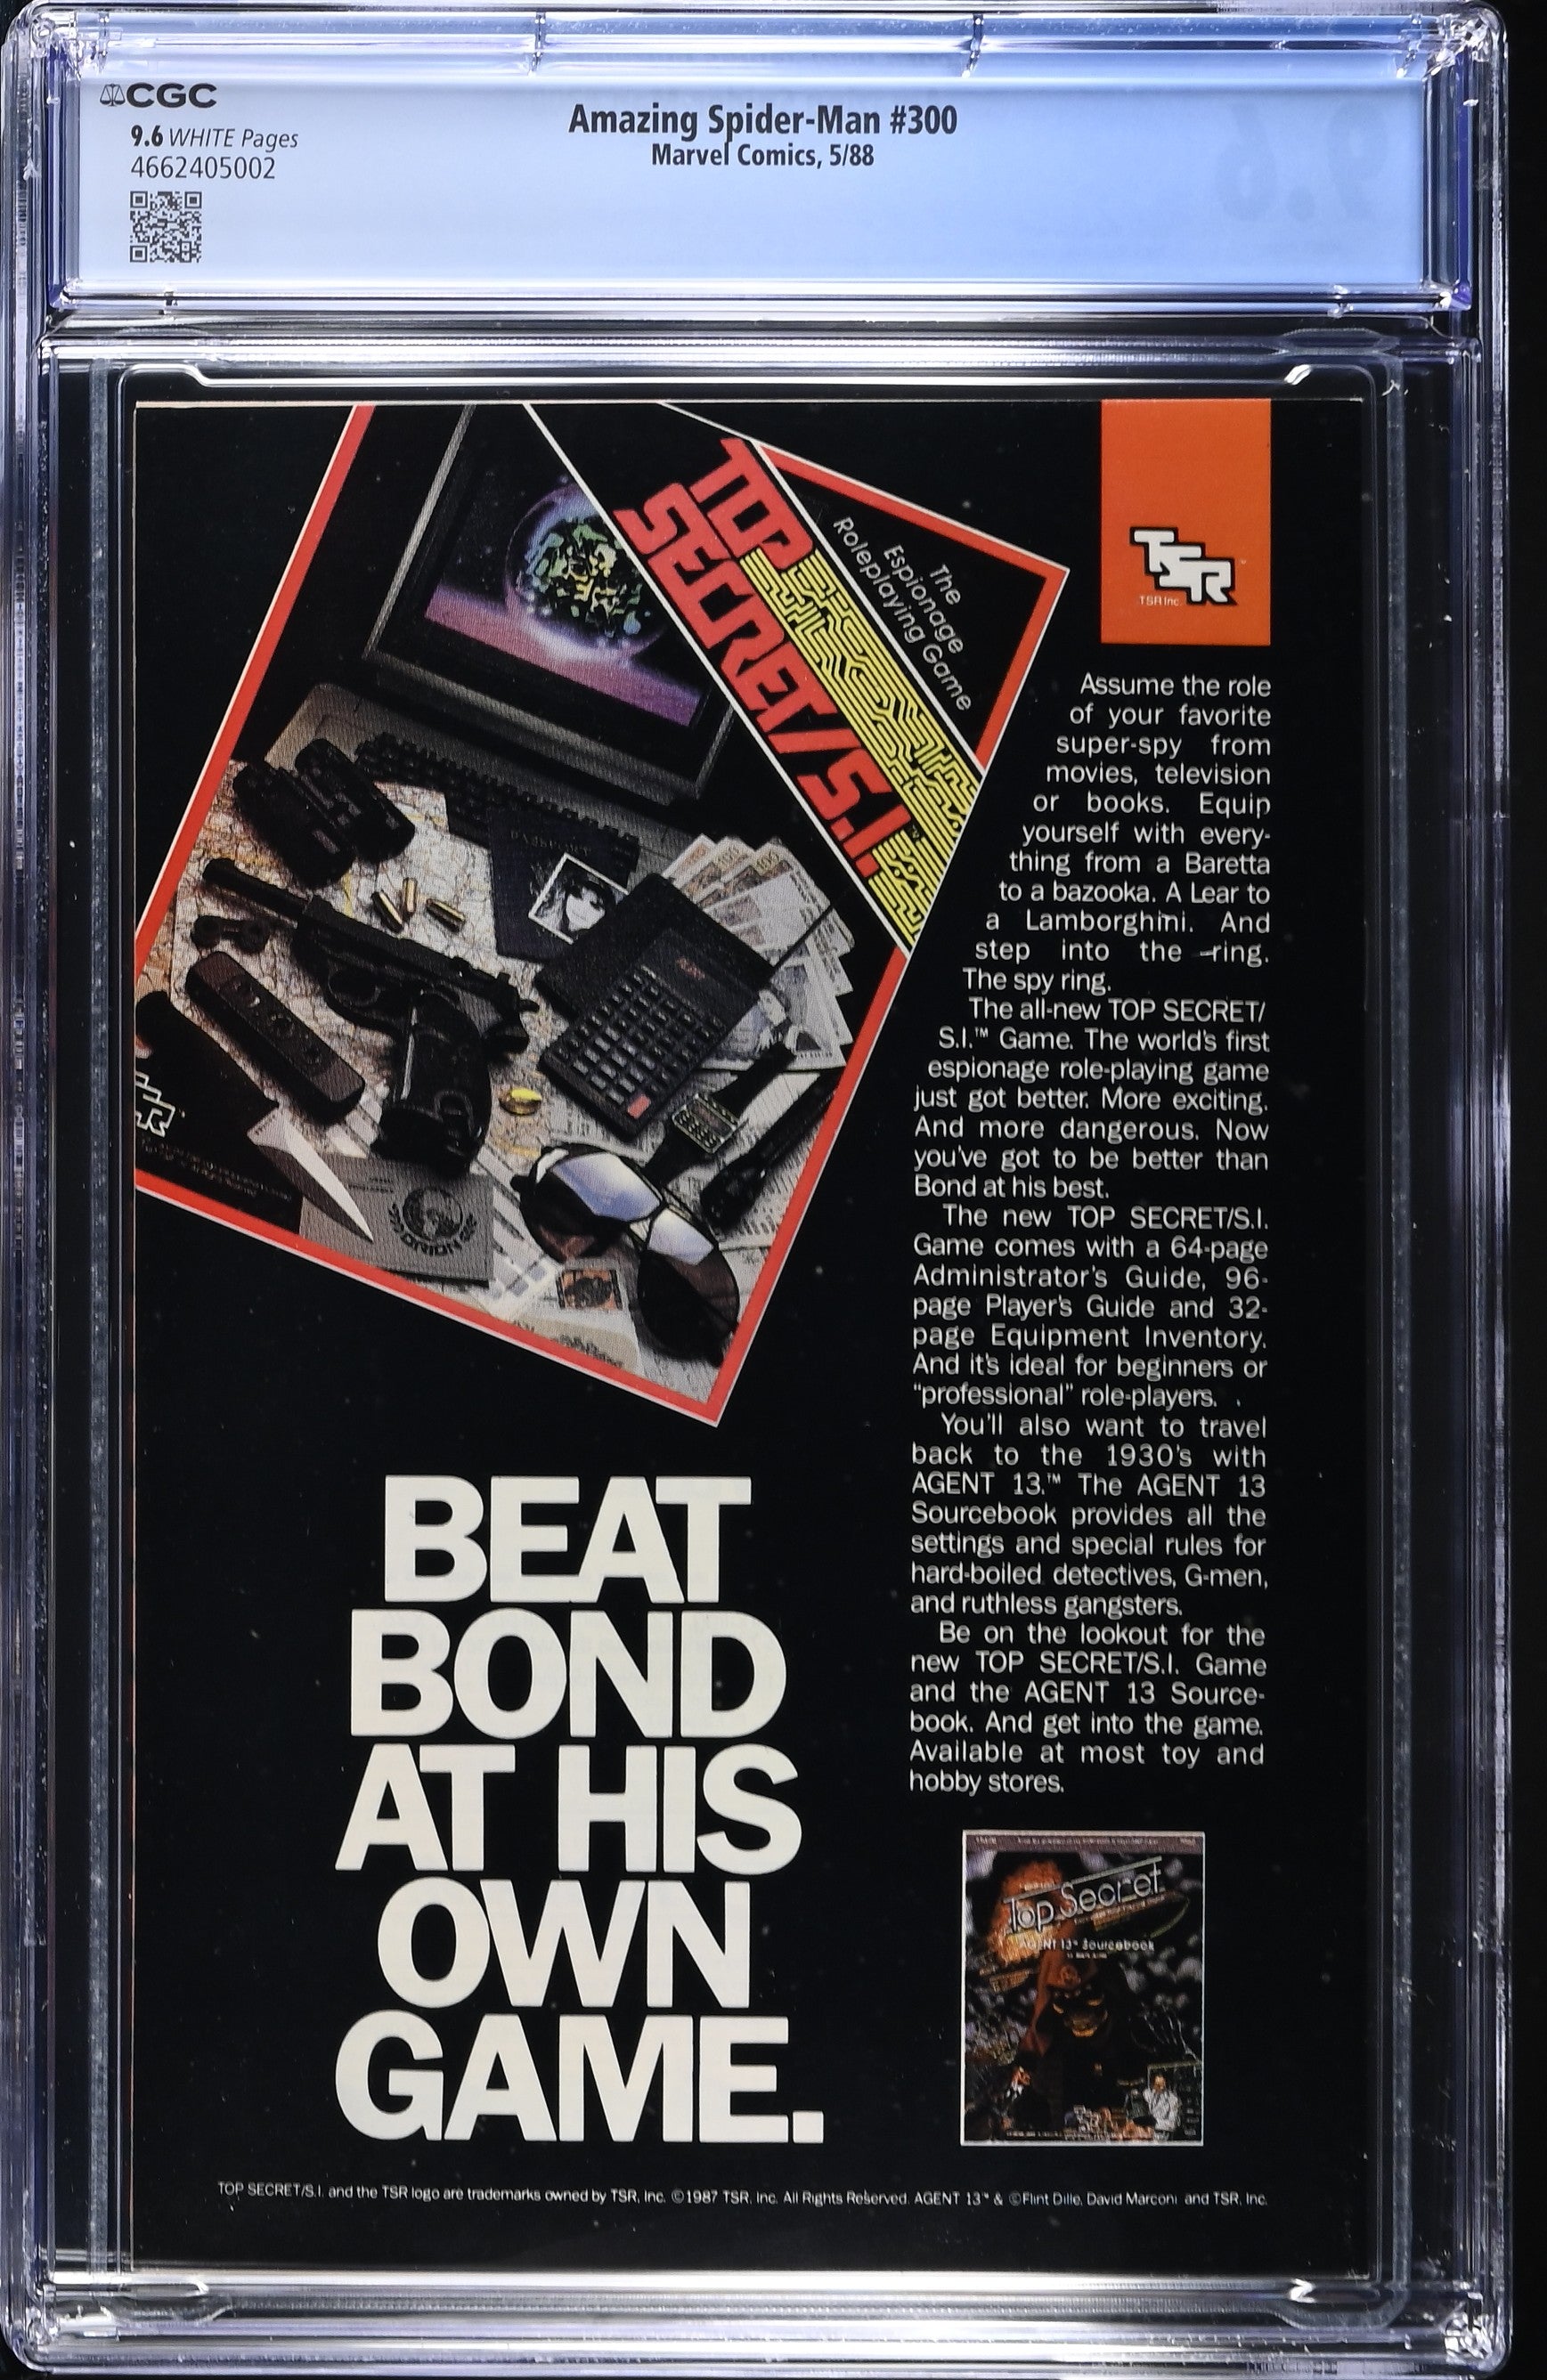 CGC
9.6 WHITE Pages
4662405002
Amazing Spider-Man #300
Marvel Comics, 5/88
9.6
TOP
SECRET/S.I.™
The
Espionage
Roleplaying Game
TSR
TSR Inc.
PASSPORT
100
ORION
TSR
Assume the role
of your favorite
super-spy from
movies, television
or books. Equip
yourself with every-
thing from a Baretta
to a bazooka. A Lear to
a Lamborghini. And
step into the ring.
The spy ring.
The all-new TOP SECRET/
S.I.™ Game. The world's first
espionage role-playing game
just got better. More exciting.
And more dangerous. Now
you've got to be better than
Bond at his best.
The new TOP SECRET/S.I.
Game comes with a 64-page
Administrator's Guide, 96-
page Player's Guide and 32-
page Equipment Inventory.
And it's ideal for beginners or
"professional" role-players.
You'll also want to travel
back to the 1930's with
AGENT 13.™ The AGENT 13
Sourcebook provides all the
settings and special rules for
hard-boiled detectives, G-men,
and ruthless gangsters.
Be on the lookout for the
new TOP SECRET/S.I. Game
and the AGENT 13 Source-
book. And get into the game.
Available at most toy and
hobby stores.
BEAT
BOND
AT HIS
OWN
GAME.
Top Secret
AGENT 13™ Sourcebook
TOP SECRET/S.I. and the TSR logo are trademarks owned by TSR, Inc. ©1987 TSR, Inc. All Rights Reserved. AGENT 13™ & ©Flint Dille, David Marconi and TSR, Inc.